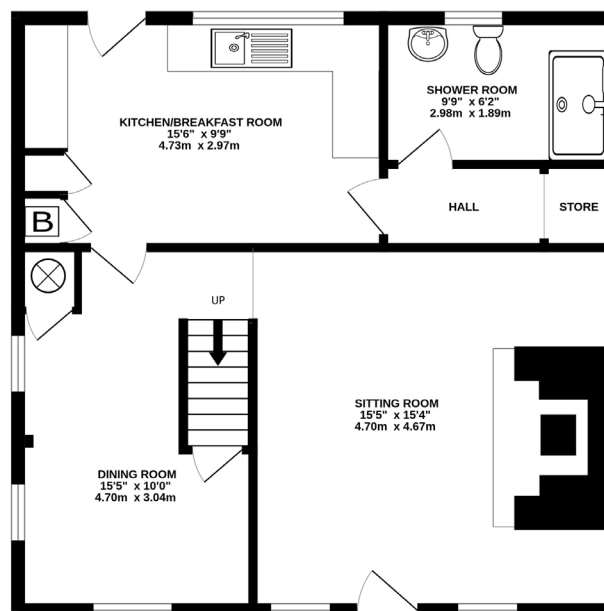 KITCHEN/BREAKFAST ROOM
15'6" x 9'9"
4.73m x 2.97m
SHOWER ROOM
9'9" x 6'2"
2.98m x 1.89m
HALL
STORE
B
UP
SITTING ROOM
15'5" x 15'4"
4.70m x 4.67m
DINING ROOM
15'5" x 10'0"
4.70m x 3.04m